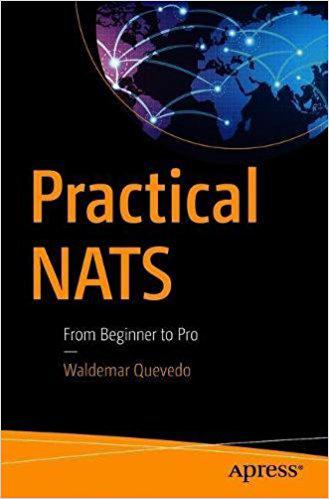 Practical
NATS
From Beginner to Pro
—
Waldemar Quevedo
Apress®